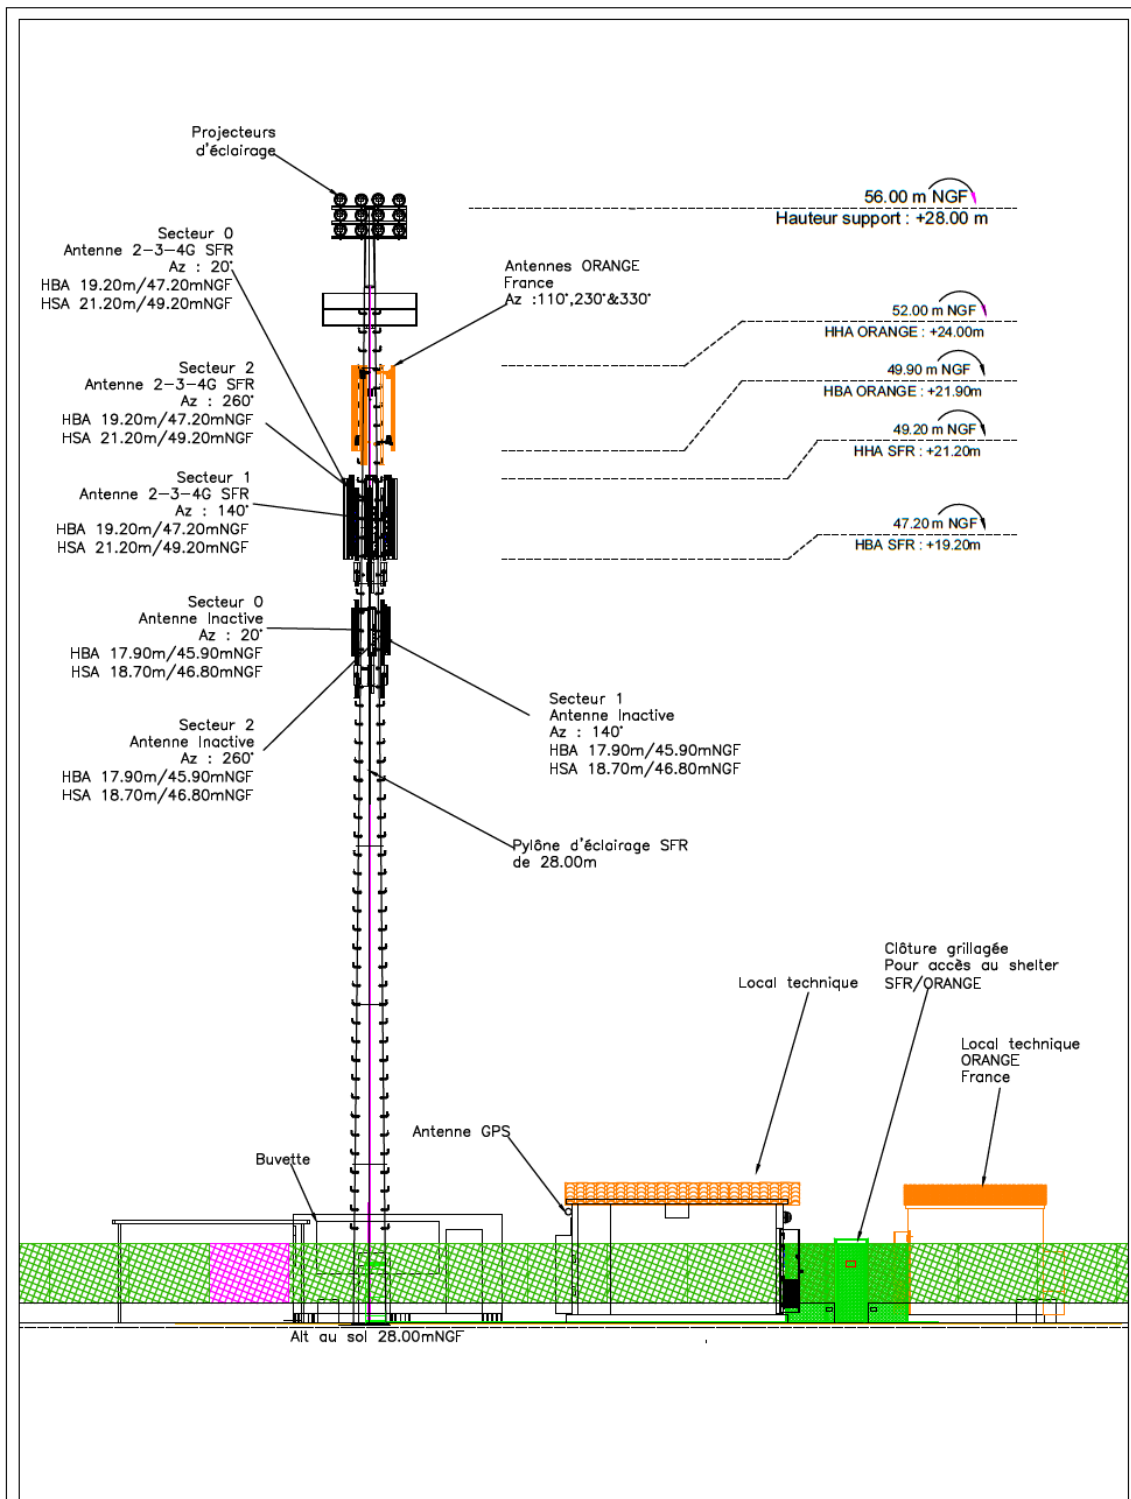 Projecteurs
d'éclairage
56.00 m NGF
Hauteur support : +28.00 m
Secteur 0
Antenne 2-3-4G SFR
Az : 20°
HBA 19.20m/47.20mNGF
HSA 21.20m/49.20mNGF
Antennes ORANGE
France
Az :110°,230°&330°
52.00 m NGF
HHA ORANGE : +24.00m
Secteur 2
Antenne 2-3-4G SFR
Az : 260°
HBA 19.20m/47.20mNGF
HSA 21.20m/49.20mNGF
49.90 m NGF
HBA ORANGE : +21.90m
49.20 m NGF
HHA SFR : +21.20m
Secteur 1
Antenne 2-3-4G SFR
Az : 140°
HBA 19.20m/47.20mNGF
HSA 21.20m/49.20mNGF
47.20 m NGF
HBA SFR : +19.20m
Secteur 0
Antenne Inactive
Az : 20°
HBA 17.90m/45.90mNGF
HSA 18.70m/46.80mNGF
Secteur 1
Antenne Inactive
Az : 140°
HBA 17.90m/45.90mNGF
HSA 18.70m/46.80mNGF
Secteur 2
Antenne Inactive
Az : 260°
HBA 17.90m/45.90mNGF
HSA 18.70m/46.80mNGF
Pylône d'éclairage SFR
de 28.00m
Clôture grillagée
Pour accès au shelter
SFR/ORANGE
Local technique
Local technique
ORANGE
France
Antenne GPS
Buvette
Alt au sol 28.00mNGF